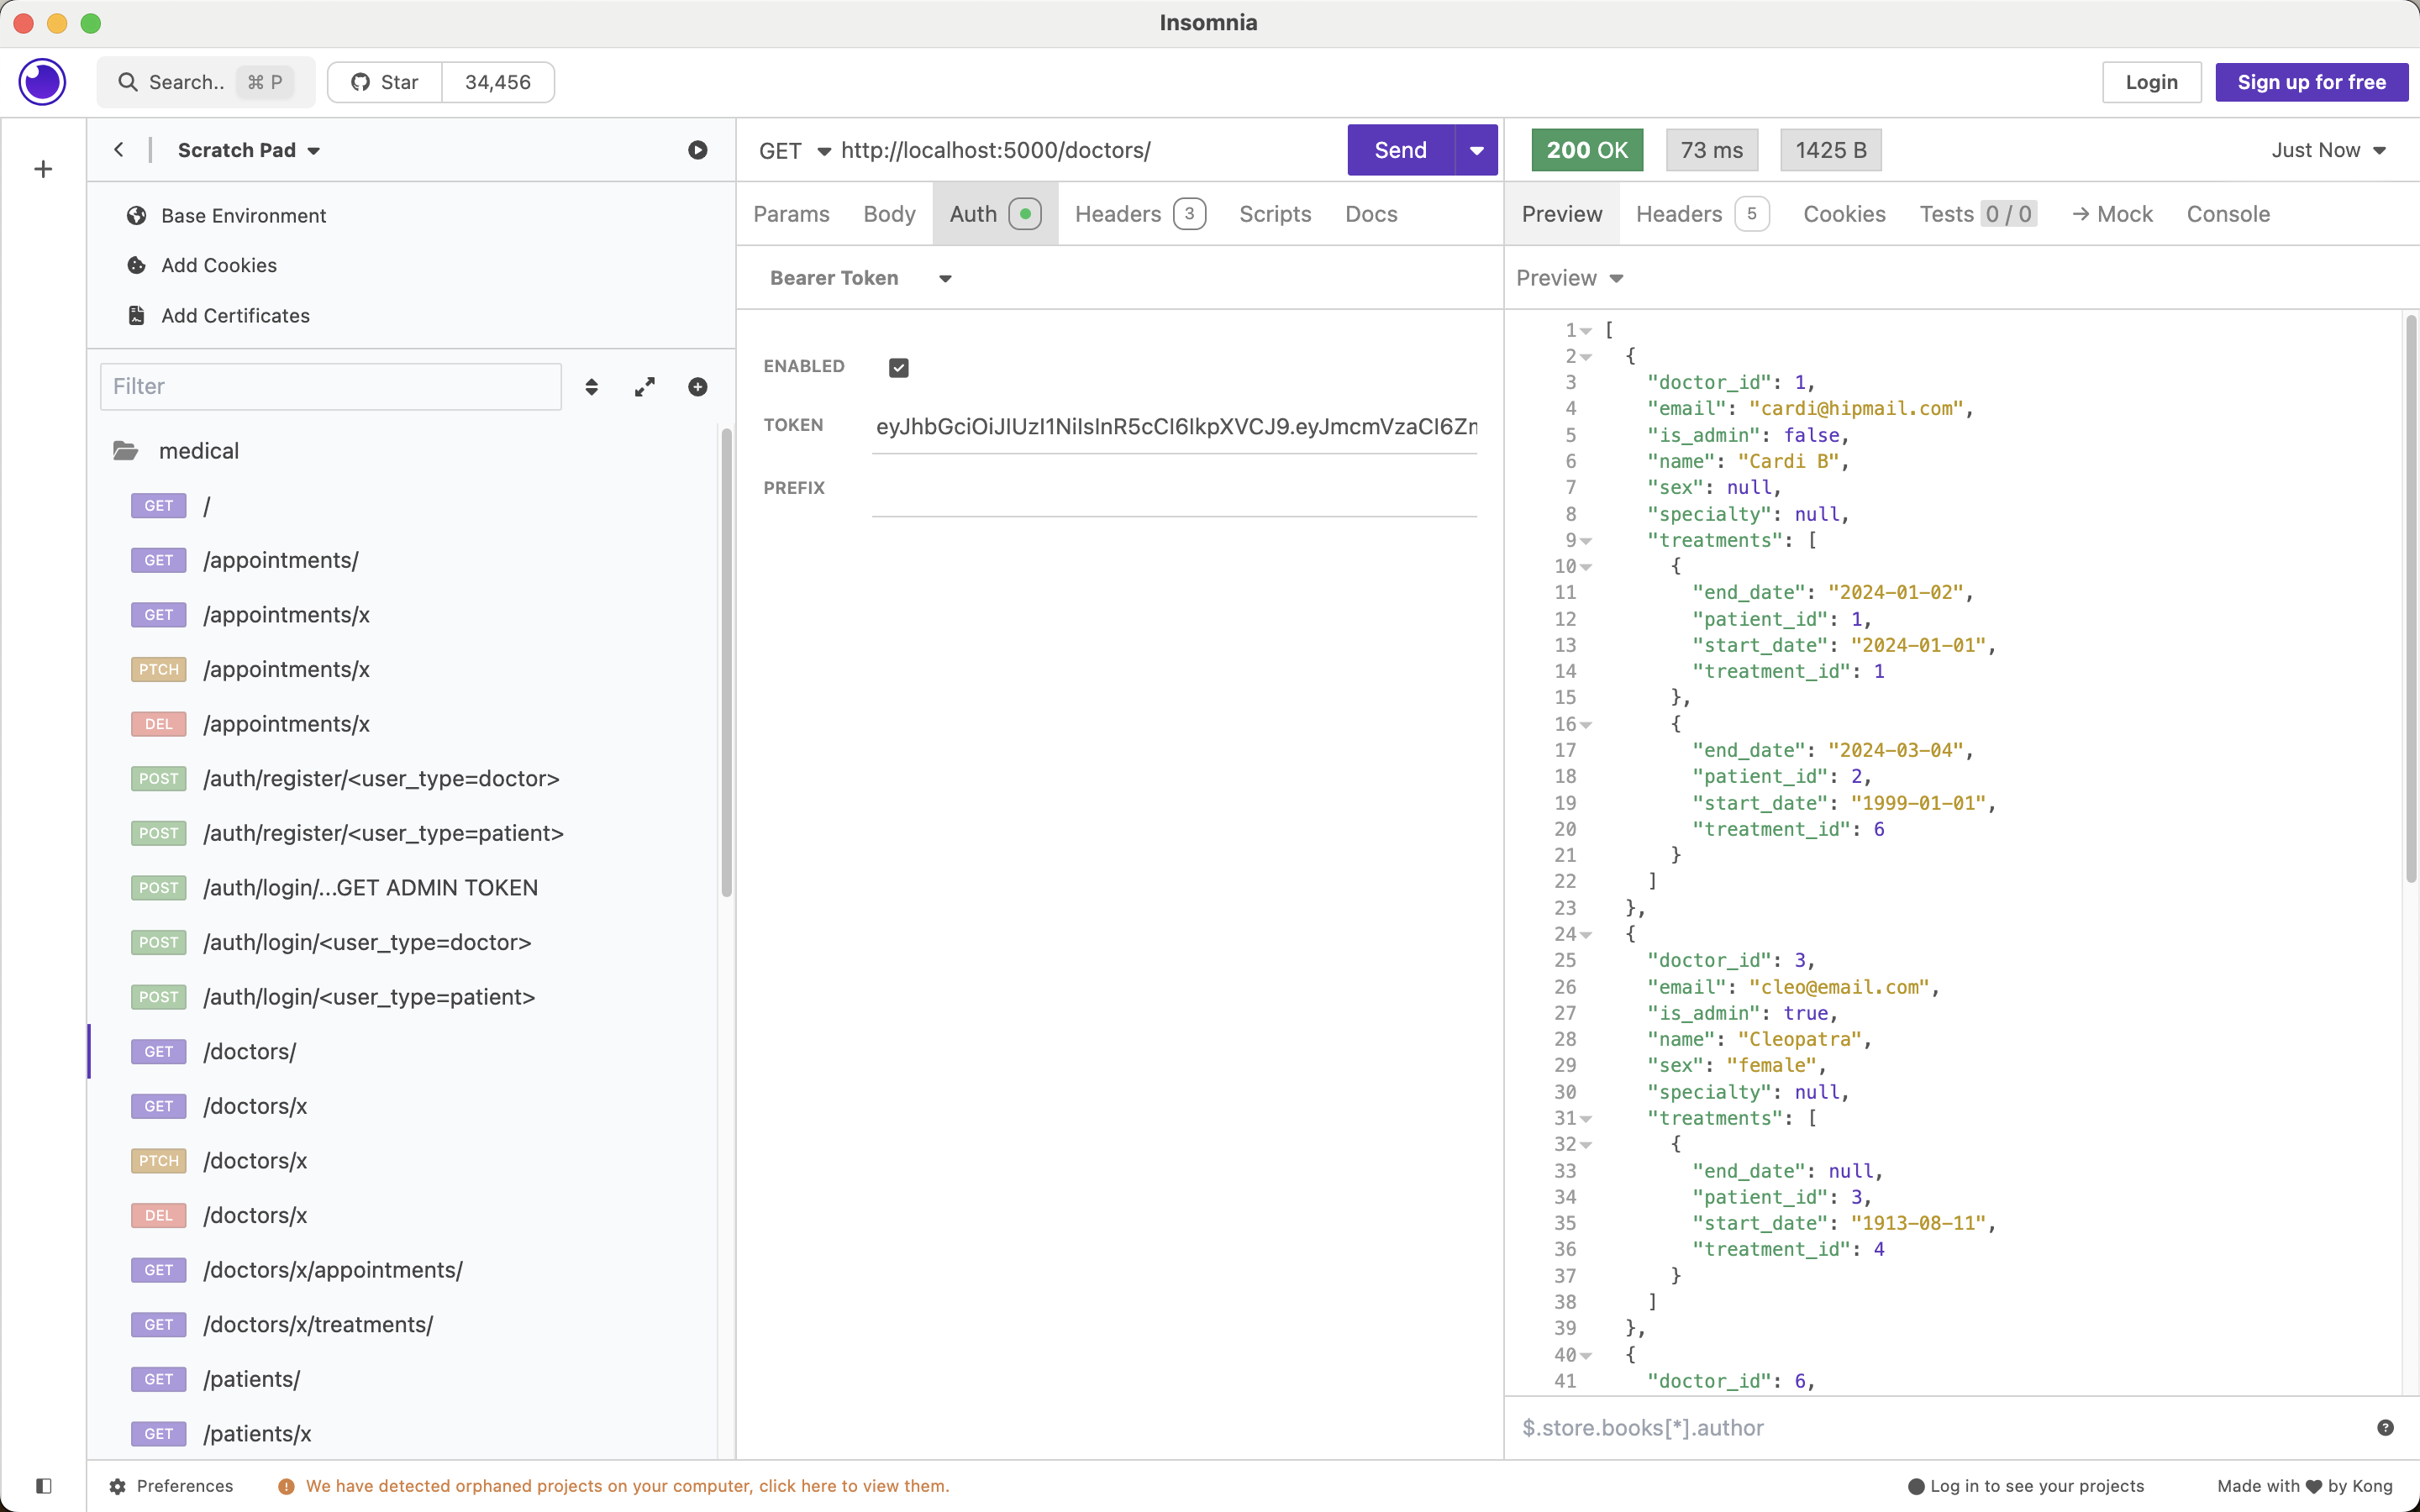 Insomnia
Search.. ⌘ P
Star 34,456
Login
Sign up for free
Scratch Pad
Base Environment
Add Cookies
Add Certificates
Filter
medical
GET /
GET /appointments/
GET /appointments/x
PTCH /appointments/x
DEL /appointments/x
POST /auth/register/<user_type=doctor>
POST /auth/register/<user_type=patient>
POST /auth/login/...GET ADMIN TOKEN
POST /auth/login/<user_type=doctor>
POST /auth/login/<user_type=patient>
GET /doctors/
GET /doctors/x
PTCH /doctors/x
DEL /doctors/x
GET /doctors/x/appointments/
GET /doctors/x/treatments/
GET /patients/
GET /patients/x
GET http://localhost:5000/doctors/ Send
Params Body Auth Headers 3 Scripts Docs
Bearer Token
ENABLED
TOKEN eyJhbGciOiJIUzI1NiIsInR5cCI6IkpXVCJ9.eyJmcmVzaCI6Zm
PREFIX
200 OK 73 ms 1425 B Just Now
Preview Headers 5 Cookies Tests 0 / 0 → Mock Console
Preview
1 [
2 {
3 "doctor_id": 1,
4 "email": "cardi@hipmail.com",
5 "is_admin": false,
6 "name": "Cardi B",
7 "sex": null,
8 "specialty": null,
9 "treatments": [
10 {
11 "end_date": "2024-01-02",
12 "patient_id": 1,
13 "start_date": "2024-01-01",
14 "treatment_id": 1
15 },
16 {
17 "end_date": "2024-03-04",
18 "patient_id": 2,
19 "start_date": "1999-01-01",
20 "treatment_id": 6
21 }
22 ]
23 },
24 {
25 "doctor_id": 3,
26 "email": "cleo@email.com",
27 "is_admin": true,
28 "name": "Cleopatra",
29 "sex": "female",
30 "specialty": null,
31 "treatments": [
32 {
33 "end_date": null,
34 "patient_id": 3,
35 "start_date": "1913-08-11",
36 "treatment_id": 4
37 }
38 ]
39 },
40 {
41 "doctor_id": 6,
$.store.books[*].author
Preferences
We have detected orphaned projects on your computer, click here to view them.
Log in to see your projects
Made with ♥ by Kong